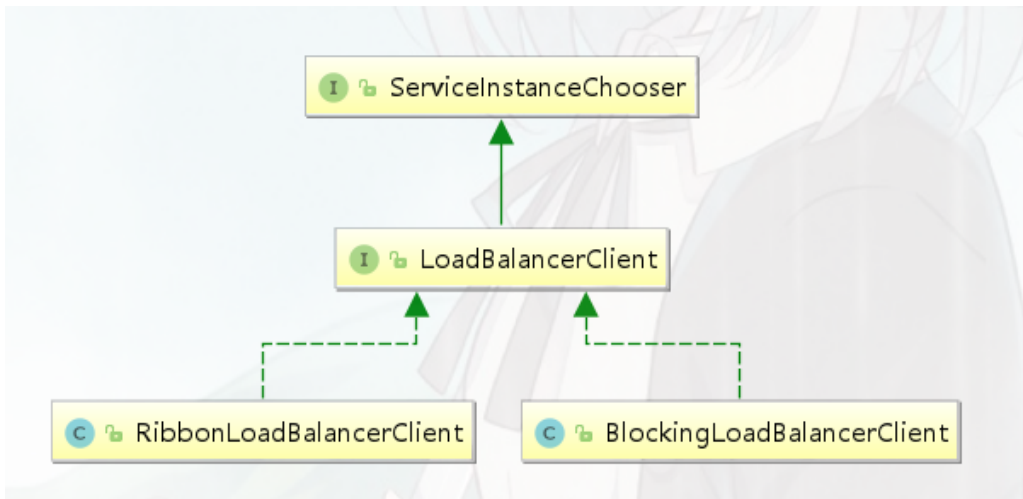 I ServiceInstanceChooser
I LoadBalancerClient
C RibbonLoadBalancerClient
C BlockingLoadBalancerClient